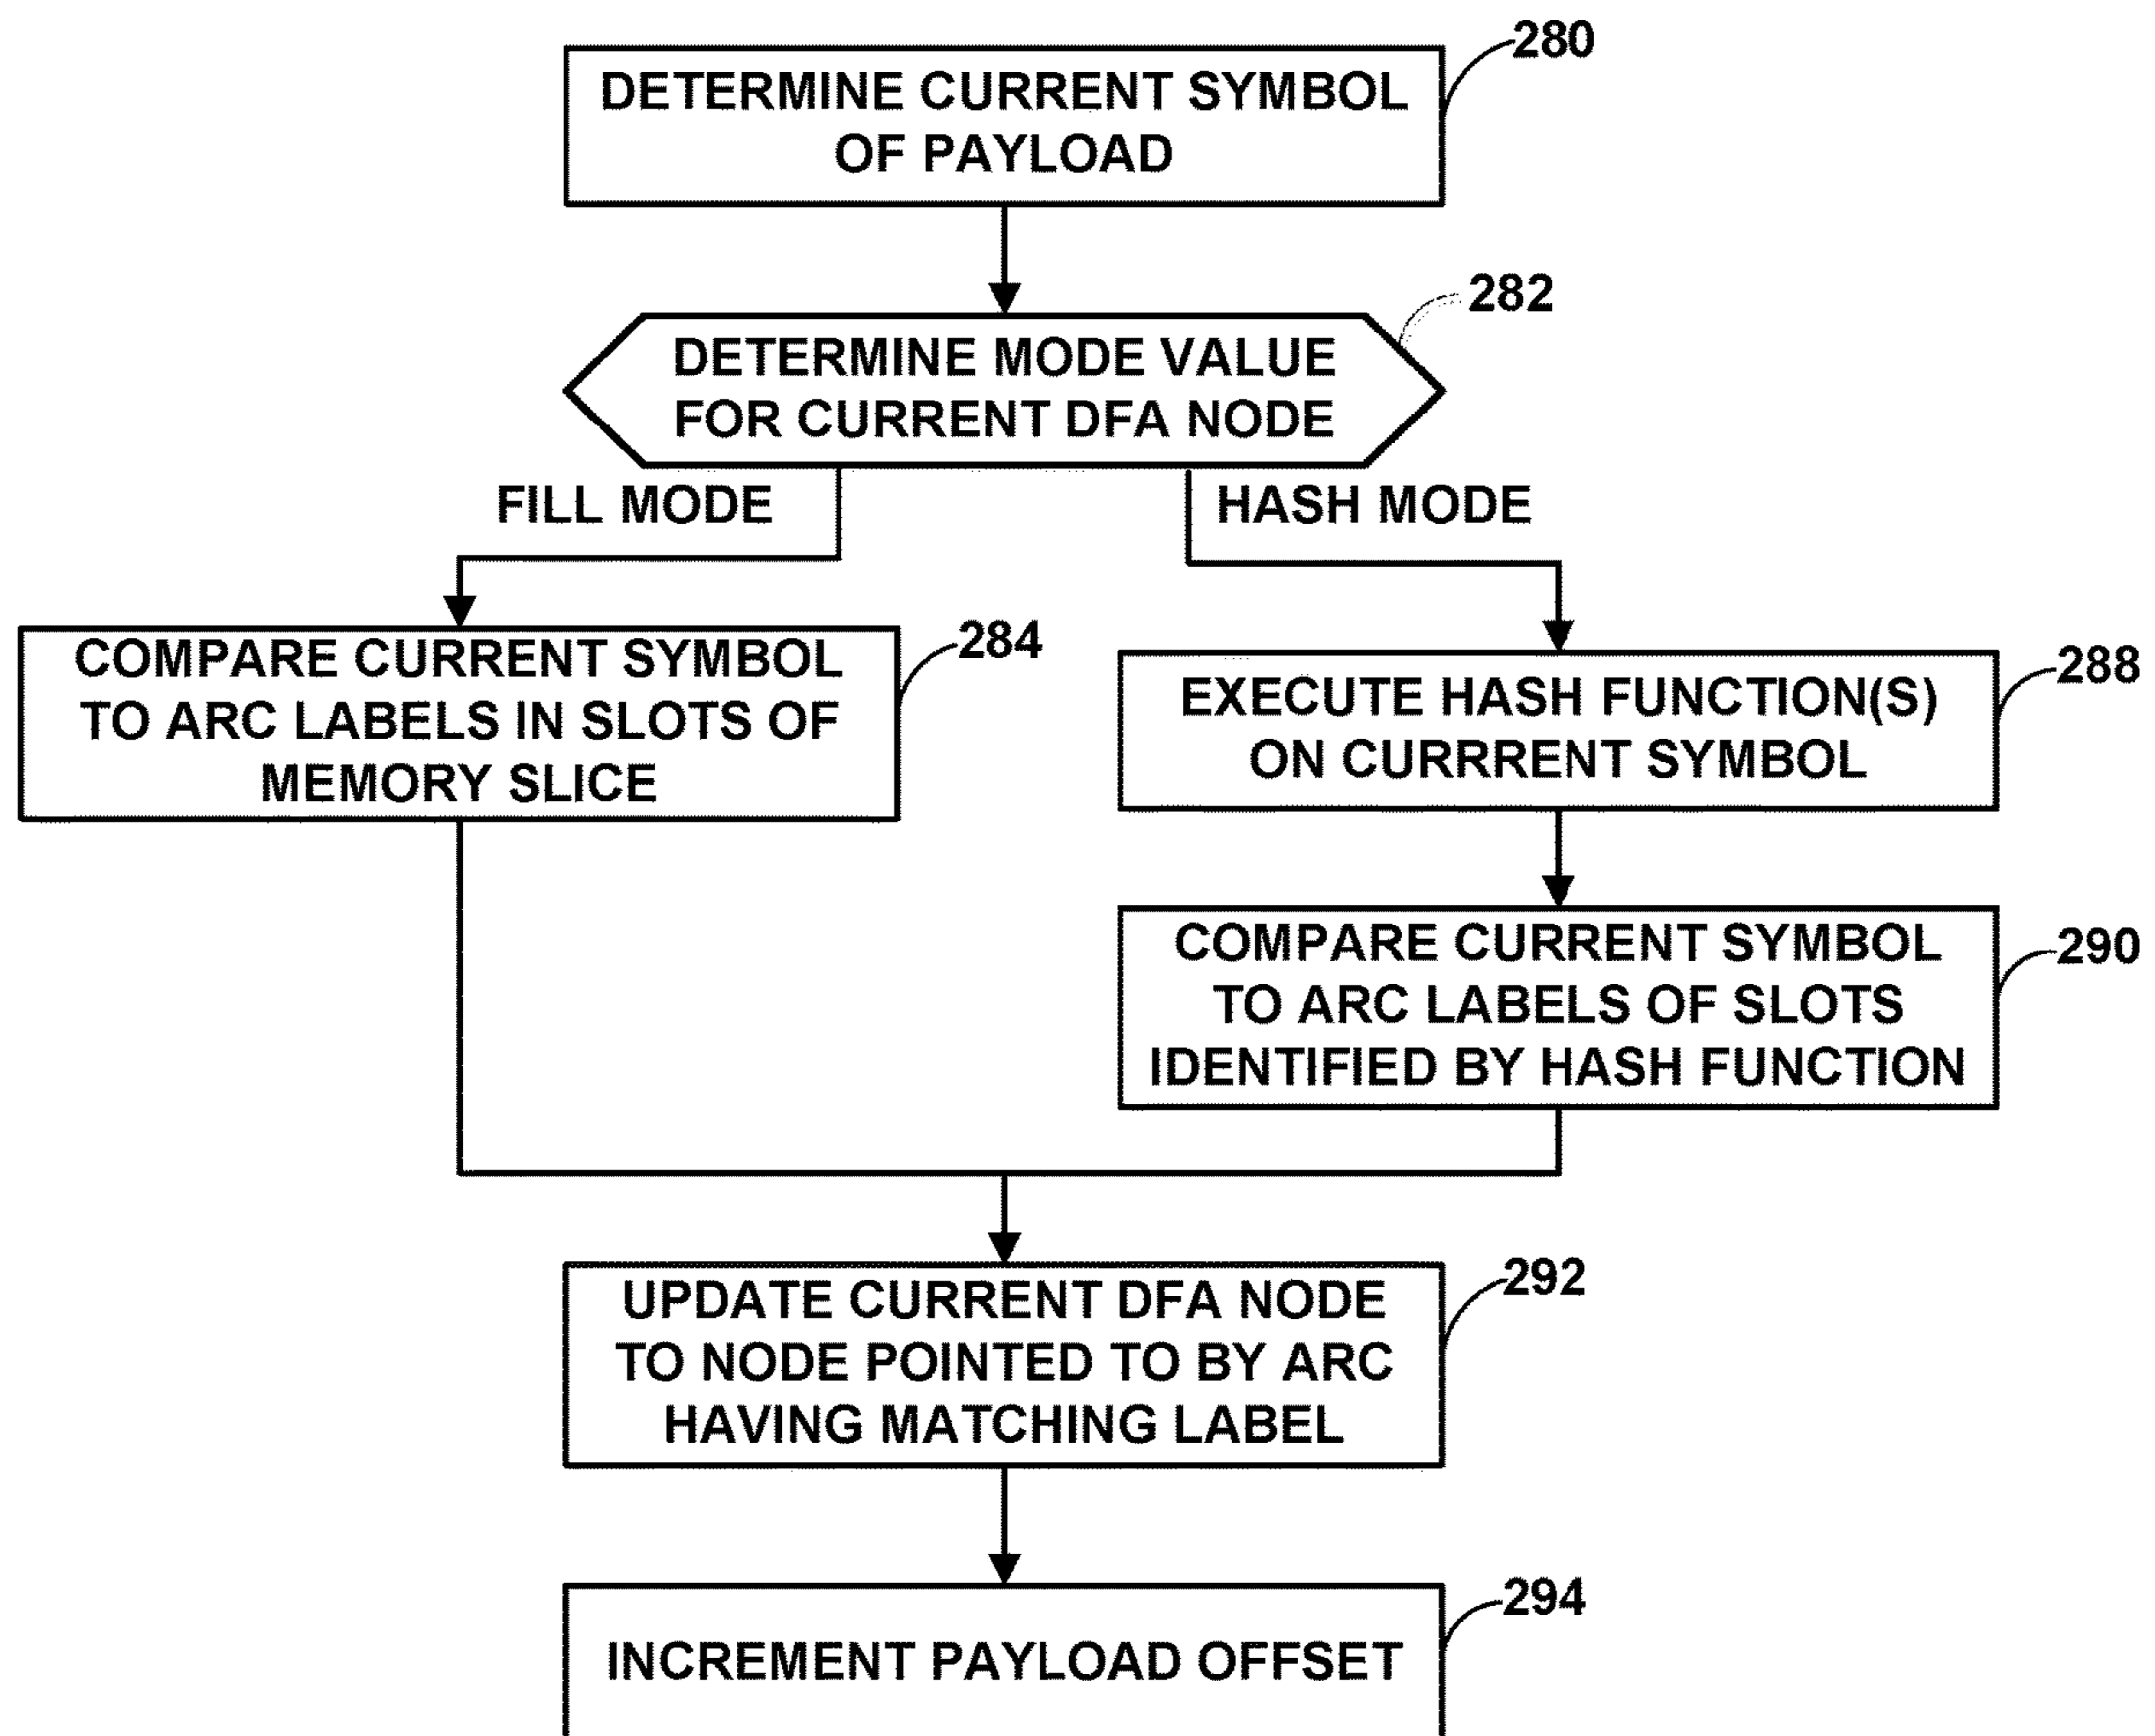 280
DETERMINE CURRENT SYMBOL
OF PAYLOAD
282
DETERMINE MODE VALUE
FOR CURRENT DFA NODE
FILL MODE
HASH MODE
284
COMPARE CURRENT SYMBOL
TO ARC LABELS IN SLOTS OF
MEMORY SLICE
288
EXECUTE HASH FUNCTION(S)
ON CURRRENT SYMBOL
290
COMPARE CURRENT SYMBOL
TO ARC LABELS OF SLOTS
IDENTIFIED BY HASH FUNCTION
292
UPDATE CURRENT DFA NODE
TO NODE POINTED TO BY ARC
HAVING MATCHING LABEL
294
INCREMENT PAYLOAD OFFSET